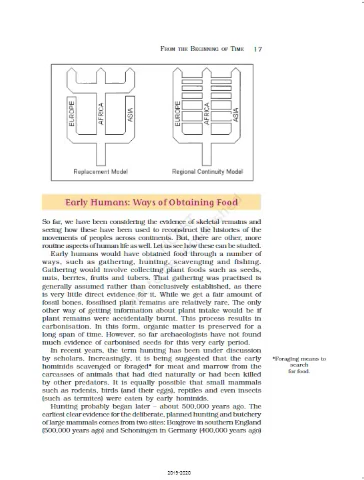 FROM THE BEGINNING OF TIME 17
EUROPE
AFRICA
ASIA
EUROPE
AFRICA
ASIA
Replacement Model
Regional Continuity Model
Early Humans: Ways of Obtaining Food
So far, we have been considering the evidence of skeletal remains and
seeing how these have been used to reconstruct the histories of the
movements of peoples across continents. But, there are other, more
routine aspects of human life as well. Let us see how these can be studied.
Early humans would have obtained food through a number of
ways, such as gathering, hunting, scavenging and fishing.
Gathering would involve collecting plant foods such as seeds,
nuts, berries, fruits and tubers. That gathering was practised is
generally assumed rather than conclusively established, as there
is very little direct evidence for it. While we get a fair amount of
fossil bones, fossilised plant remains are relatively rare. The only
other way of getting information about plant intake would be if
plant remains were accidentally burnt. This process results in
carbonisation. In this form, organic matter is preserved for a
long span of time. However, so far archaeologists have not found
much evidence of carbonised seeds for this very early period.
In recent years, the term hunting has been under discussion
by scholars. Increasingly, it is being suggested that the early
hominids scavenged or foraged* for meat and marrow from the
carcasses of animals that had died naturally or had been killed
by other predators. It is equally possible that small mammals
such as rodents, birds (and their eggs), reptiles and even insects
(such as termites) were eaten by early hominids.
Hunting probably began later – about 500,000 years ago. The
earliest clear evidence for the deliberate, planned hunting and butchery
of large mammals comes from two sites: Boxgrove in southern England
(500,000 years ago) and Schoningen in Germany (400,000 years ago)
*Foraging means to
search
for food.
2019-2020